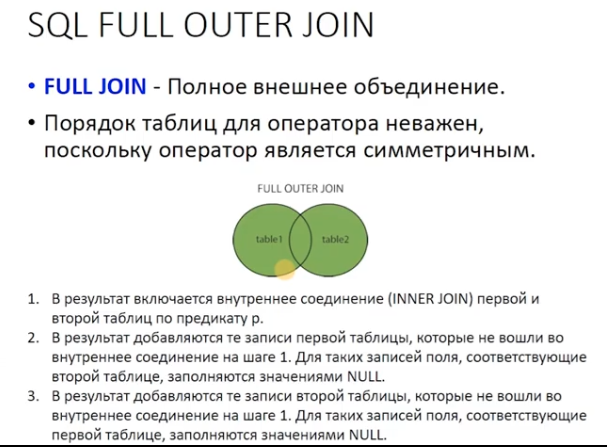 SQL FULL OUTER JOIN
• FULL JOIN - Полное внешнее объединение.
• Порядок таблиц для оператора неважен,
поскольку оператор является симметричным.
FULL OUTER JOIN
table1 table2
1. В результат включается внутреннее соединение (INNER JOIN) первой и
второй таблиц по предикату p.
2. В результат добавляются те записи первой таблицы, которые не вошли во
внутреннее соединение на шаге 1. Для таких записей поля, соответствующие
второй таблице, заполняются значениями NULL.
3. В результат добавляются те записи второй таблицы, которые не вошли во
внутреннее соединение на шаге 1. Для таких записей поля, соответствующие
первой таблице, заполняются значениями NULL.